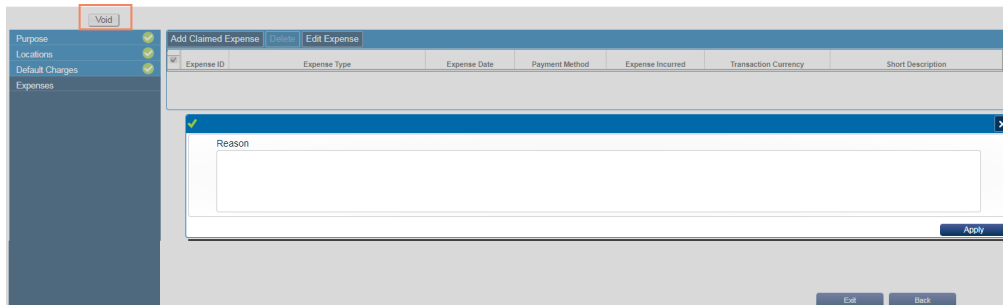 Void
Purpose
Locations
Default Charges
Expenses
Add Claimed Expense Delete Edit Expense
Expense ID Expense Type Expense Date Payment Method Expense Incurred Transaction Currency Short Description
Reason
Apply
Exit Back